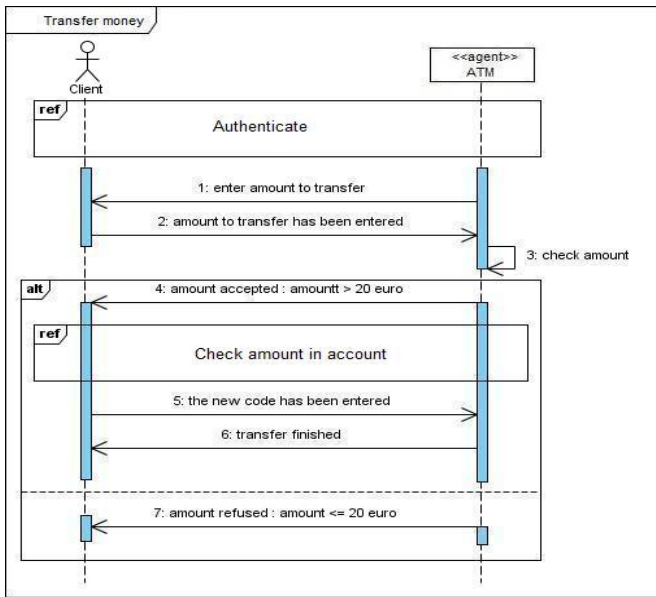 Transfer money
Client
<<agent>>
ATM
ref
Authenticate
1: enter amount to transfer
2: amount to transfer has been entered
3: check amount
alt
4: amount accepted : amountt > 20 euro
ref
Check amount in account
5: the new code has been entered
6: transfer finished
7: amount refused : amount <= 20 euro